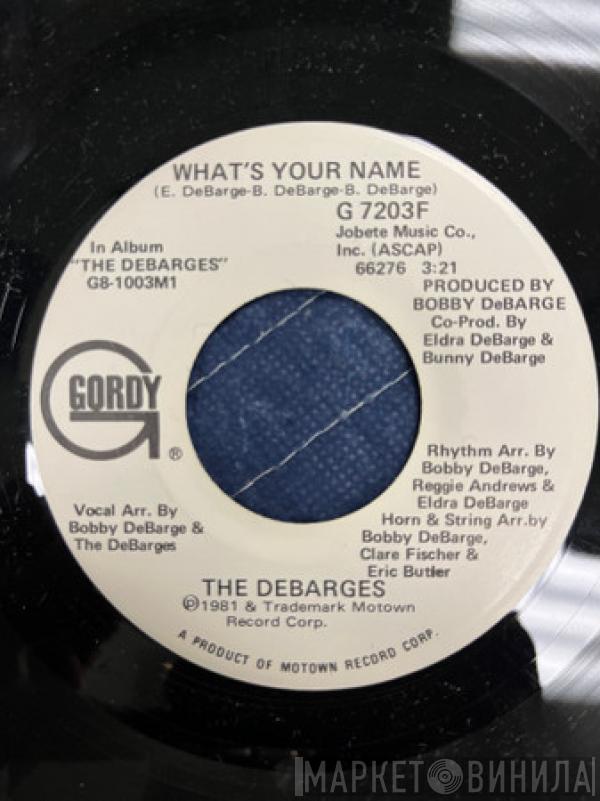 WHAT'S YOUR NAME
(E. DeBarge-B. DeBarge-B. DeBarge)
G 7203F
Jobete Music Co.,
Inc. (ASCAP)
66276 3:21
In Album
"THE DEBARGES"
G8-1003M1
PRODUCED BY
BOBBY DeBARGE
Co-Prod. By
Eldra DeBarge &
Bunny DeBarge
GORDY
®
Rhythm Arr. By
Bobby DeBarge,
Reggie Andrews &
Eldra DeBarge
Horn & String Arr.by
Bobby DeBarge,
Clare Fischer &
Eric Butler
Vocal Arr. By
Bobby DeBarge &
The DeBarges
THE DEBARGES
℗1981 & Trademark Motown
Record Corp.
A PRODUCT OF MOTOWN RECORD CORP.
МАРКЕТ ВИНИЛА